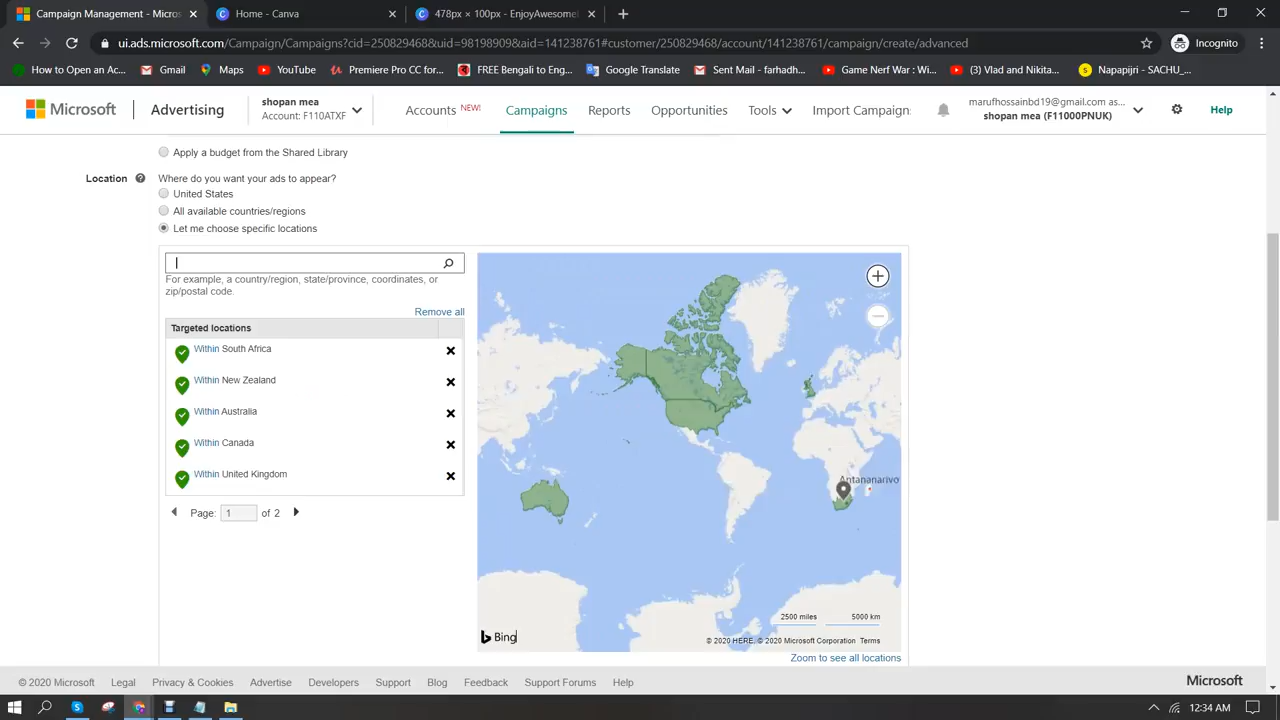 Campaign Management - Micros
Home - Canva
478px × 100px - EnjoyAwesome
ui.ads.microsoft.com/Campaign/Campaigns?cid=250829468&uid=981989098&aid=141238761#customer/250829468/account/141238761/campaign/create/advanced
Incognito
How to Open an Ac...
Gmail
Maps
YouTube
Premiere Pro CC for...
FREE Bengali to En...
Google Translate
Sent Mail - farhadh...
Game Nerf War : Wi...
(3) Vlad and Nikita...
Napapijri - SACHU_...
Microsoft
Advertising
shopan mea
Account: F110ATXF
Accounts NEW!
Campaigns
Reports
Opportunities
Tools
Import Campaign
marufhossainbd19@gmail.com as...
shopan mea (F11000PNUK)
Help
Apply a budget from the Shared Library
Location
Where do you want your ads to appear?
United States
All available countries/regions
Let me choose specific locations
For example, a country/region, state/province, coordinates, or
zip/postal code.
Remove all
Targeted locations
Within South Africa
Within New Zealand
Within Australia
Within Canada
Within United Kingdom
Page: 1 of 2
Antananarivo
2500 miles
5000 km
Bing
© 2020 HERE, © 2020 Microsoft Corporation Terms
Zoom to see all locations
© 2020 Microsoft
Legal
Privacy & Cookies
Advertise
Developers
Support
Blog
Feedback
Support Forums
Help
Microsoft
12:34 AM